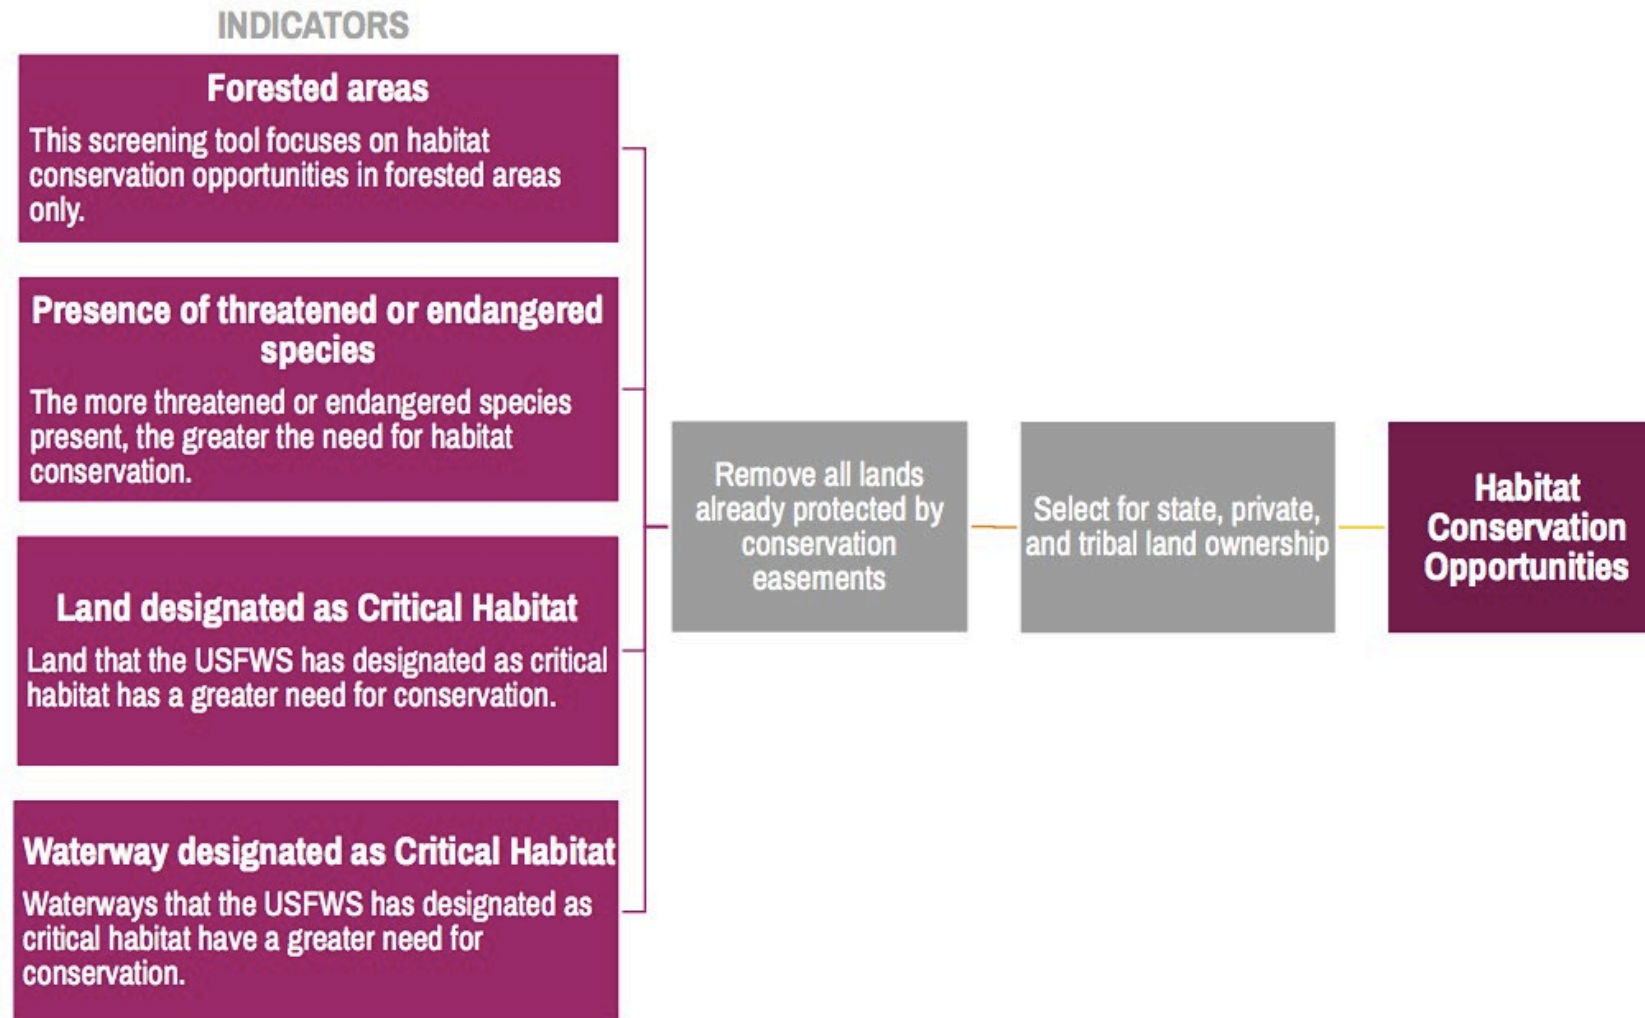 INDICATORS
Forested areas
This screening tool focuses on habitat
conservation opportunities in forested areas
only.
Presence of threatened or endangered
species
The more threatened or endangered species
present, the greater the need for habitat
conservation.
Land designated as Critical Habitat
Land that the USFWS has designated as critical
habitat has a greater need for conservation.
Waterway designated as Critical Habitat
Waterways that the USFWS has designated as
critical habitat have a greater need for
conservation.
Remove all lands
already protected by
conservation
easements
Select for state, private,
and tribal land ownership
Habitat
Conservation
Opportunities